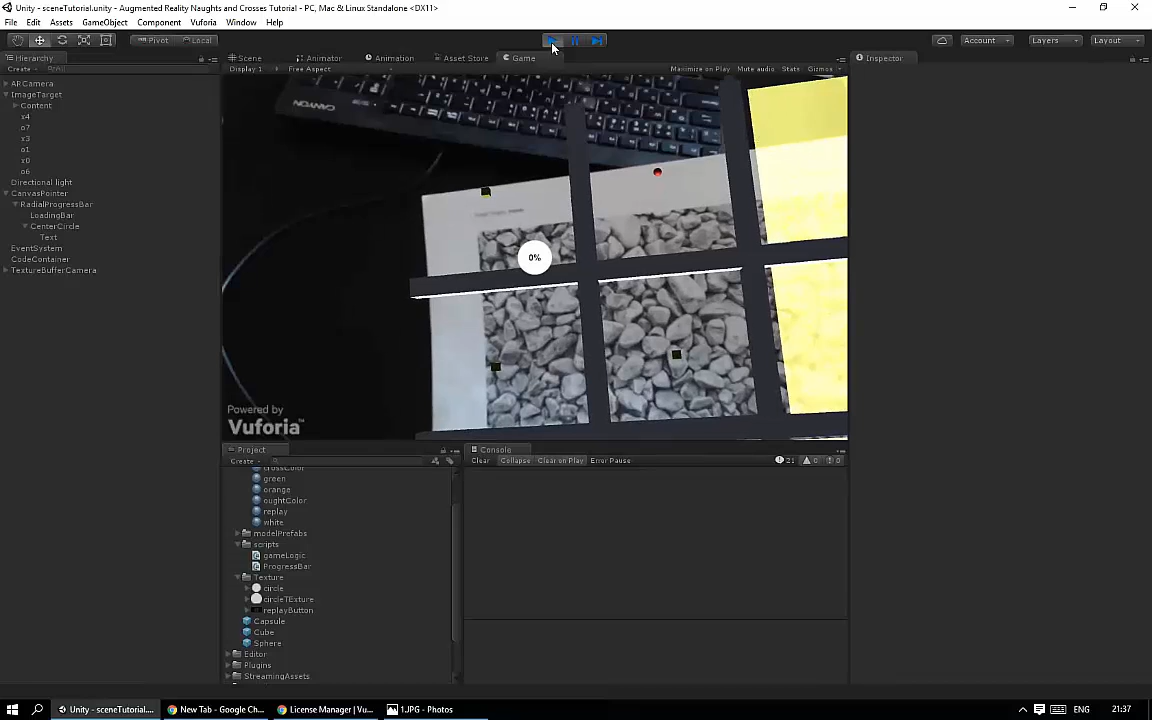 Unity - sceneTutorial.unity - Augmented Reality Naughts and Crosses Tutorial - PC, Mac & Linux Standalone <DX11>
File Edit Assets GameObject Component Vuforia Window Help
Pivot Local Account Layers Layout
Hierarchy Scene Animator Animation Asset Store Game Inspector
Create All Display 1 Free Aspect Maximize on Play Mute audio Stats Gizmos
ARCamera
ImageTarget
Content
x4
o7
x3
o1
x0
o6
Directional light
CanvasPointer
RadialProgressBar
LoadingBar
CenterCircle
Text
EventSystem
CodeContainer
TextureBufferCamera
CANYON
0%
Powered by
Vuforia™
Project Console
Create Clear Collapse Clear on Play Error Pause 21 0 0
crossColor
green
orange
oughtColor
replay
white
modelPrefabs
scripts
gameLogic
ProgressBar
Texture
circle
circleTExture
replayButton
Capsule
Cube
Sphere
Editor
Plugins
StreamingAssets
Unity - sceneTutorial.... New Tab - Google Ch... License Manager | Vu... 1.JPG - Photos ENG 21:37